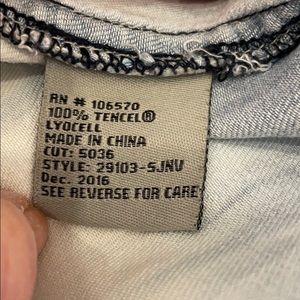 RN # 106570
100% TENCEL®
LYOCELL
MADE IN CHINA
CUT: 5036
STYLE: 29103-SJNV
Dec. 2016
SEE REVERSE FOR CARE